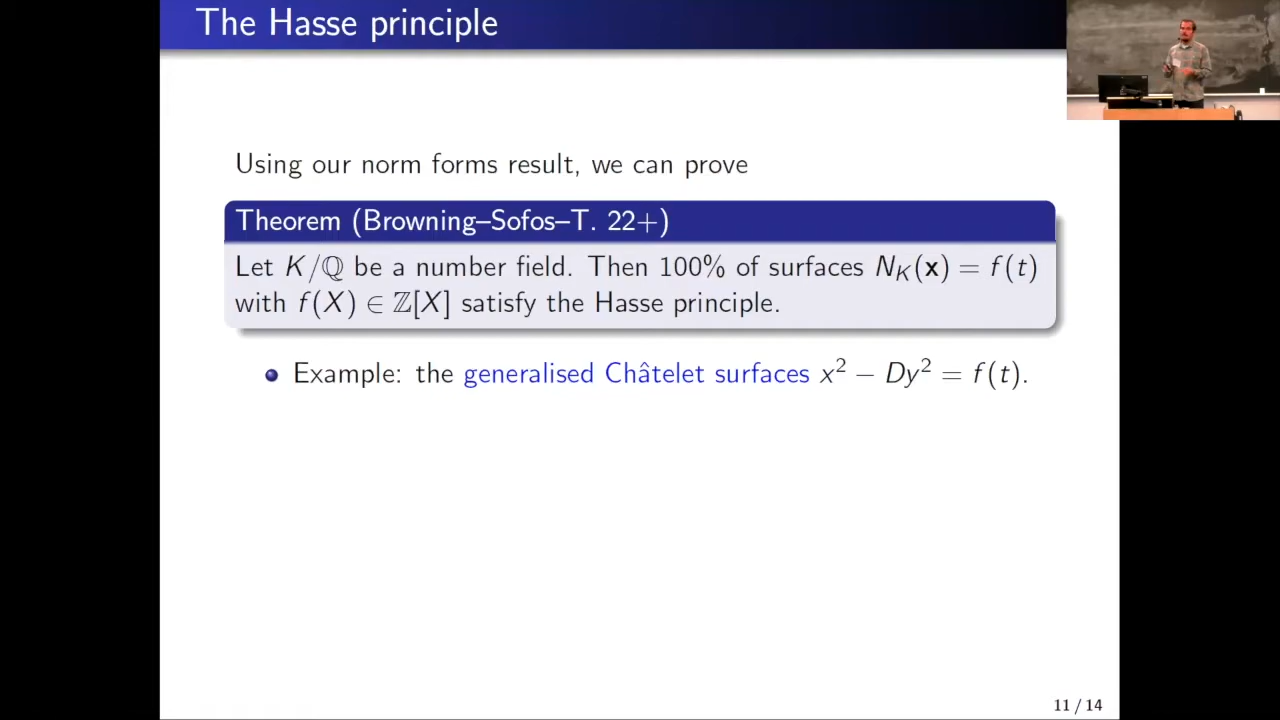 The Hasse principle
Using our norm forms result, we can prove
Theorem (Browning–Sofos–T. 22+)
Let K/ℚ be a number field. Then 100% of surfaces N_K(𝐱) = f(t)
with f(X) ∈ ℤ[X] satisfy the Hasse principle.
Example: the generalised Châtelet surfaces x² − Dy² = f(t).
11 / 14